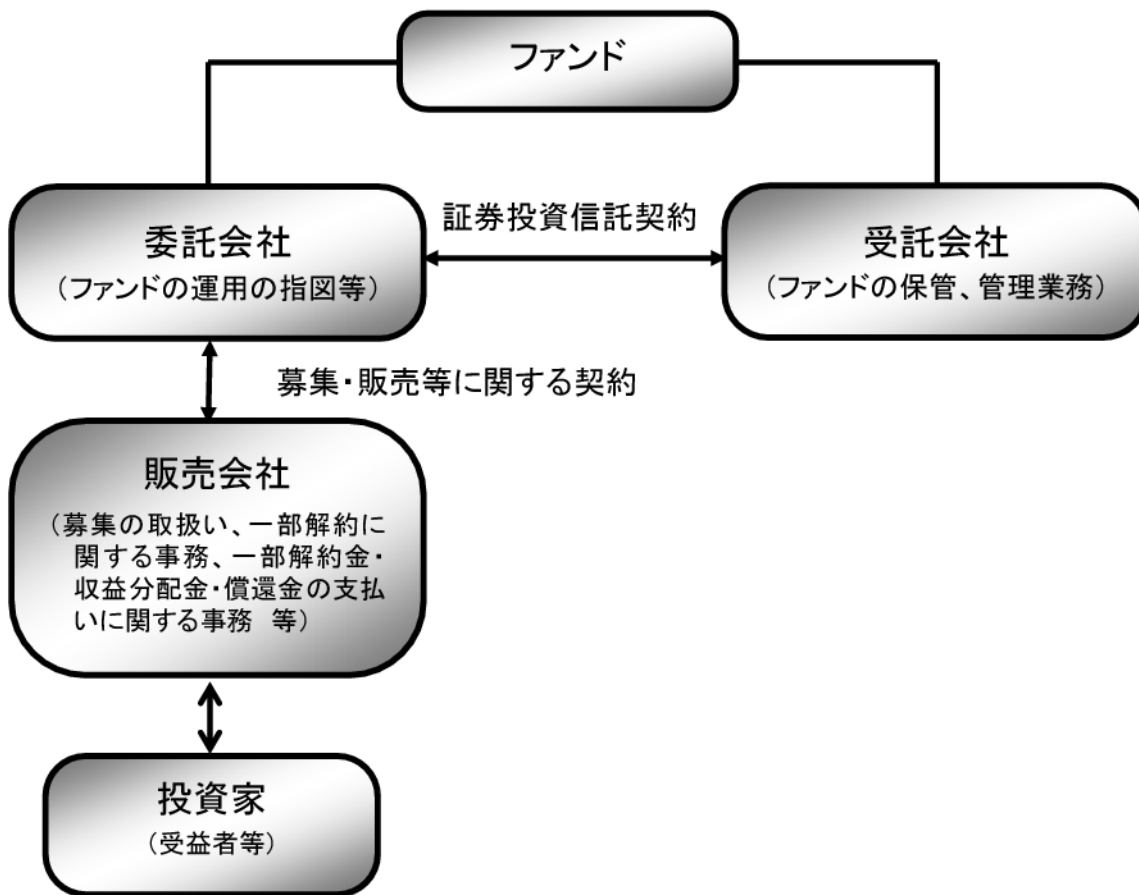 ファンド
委託会社
（ファンドの運用の指図等）
証券投資信託契約
受託会社
（ファンドの保管、管理業務）
募集・販売等に関する契約
販売会社
（募集の取扱い、一部解約に
関する事務、一部解約金・
収益分配金・償還金の支払
いに関する事務　等）
投資家
（受益者等）